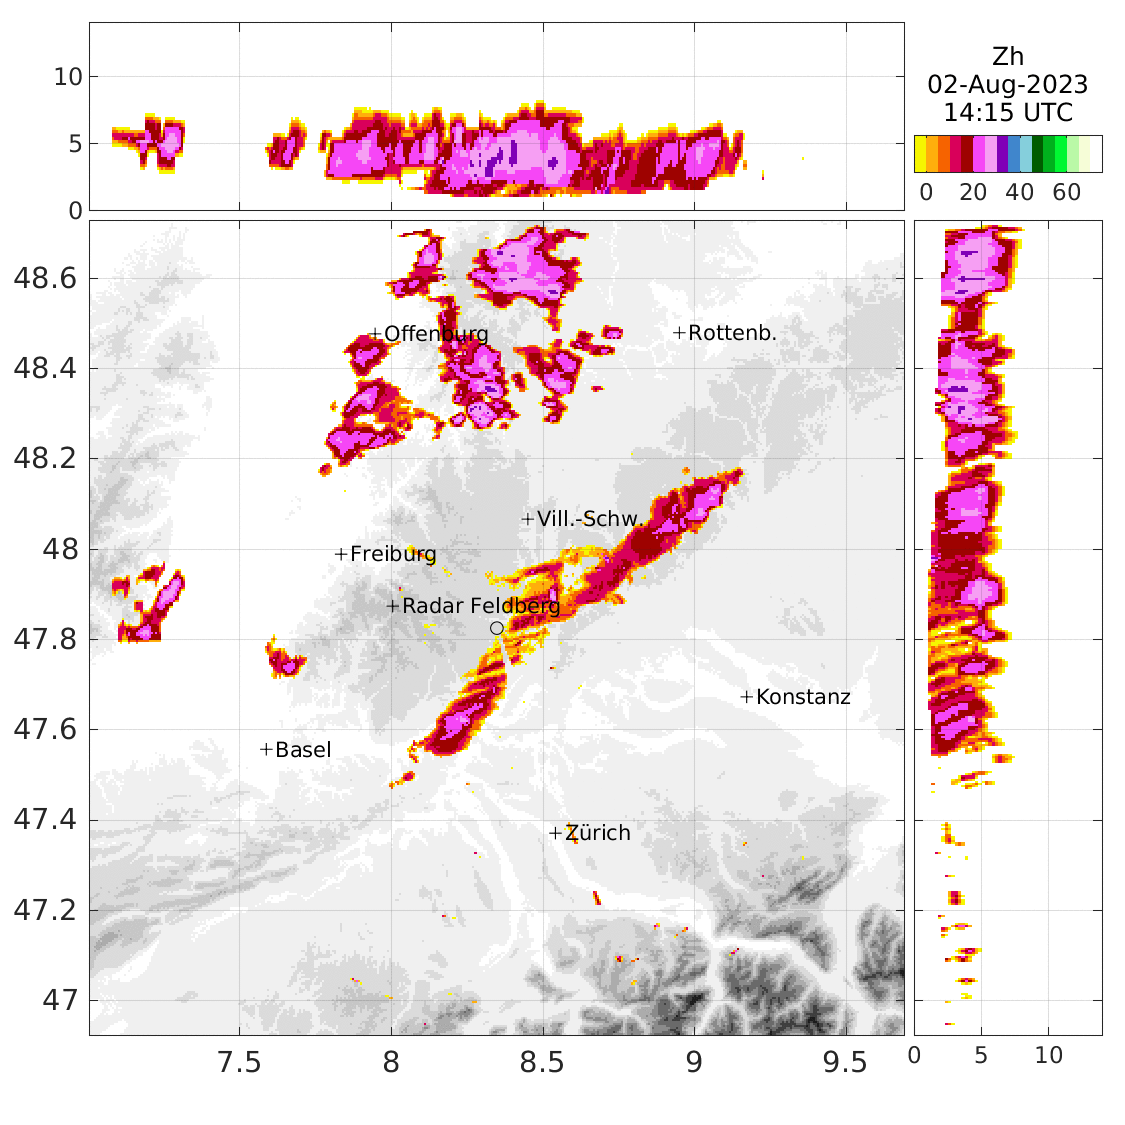 Zh
02-Aug-2023
14:15 UTC
10
5
0
0 20 40 60
48.6
48.4
48.2
48
47.8
47.6
47.4
47.2
47
Offenburg
Rottenb.
Vill.-Schw.
Freiburg
Radar Feldberg
Konstanz
Basel
Zürich
7.5 8 8.5 9 9.5
0 5 10